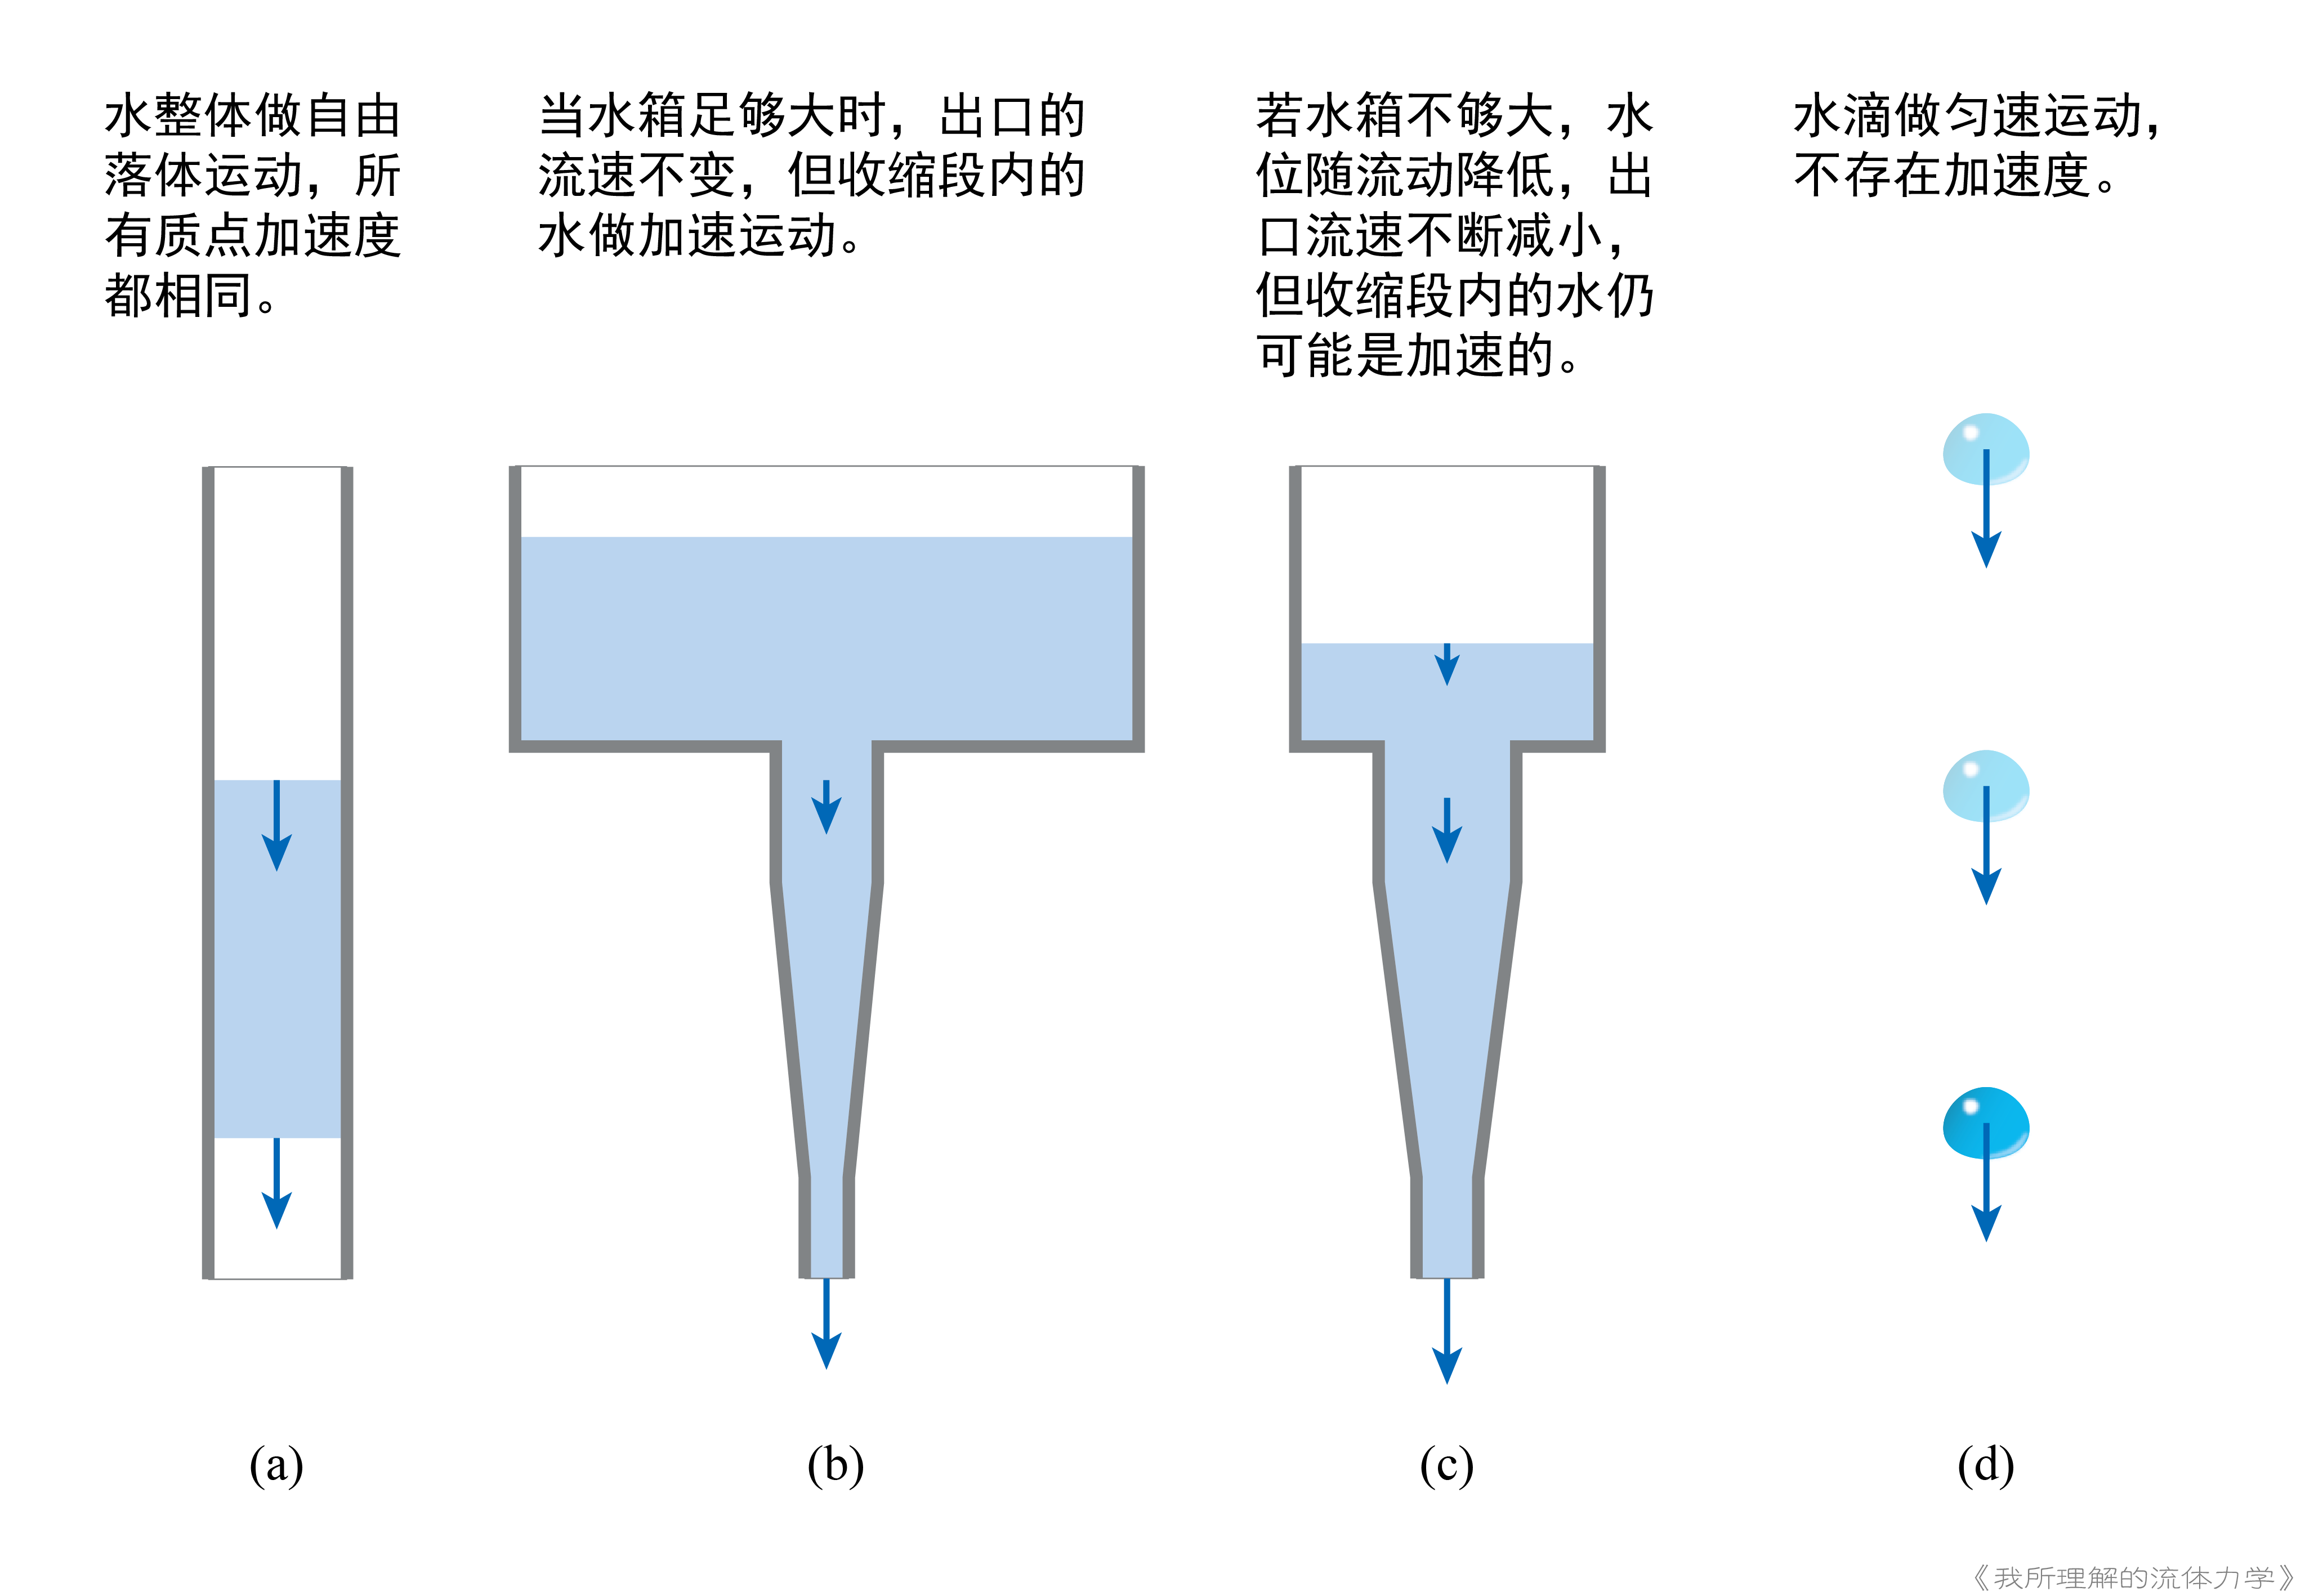 水整体做自由
落体运动，所
有质点加速度
都相同。
当水箱足够大时，出口的
流速不变，但收缩段内的
水做加速运动。
若水箱不够大，水
位随流动降低，出
口流速不断减小，
但收缩段内的水仍
可能是加速的。
水滴做匀速运动，
不存在加速度。
(a)
(b)
(c)
(d)
《我所理解的流体力学》